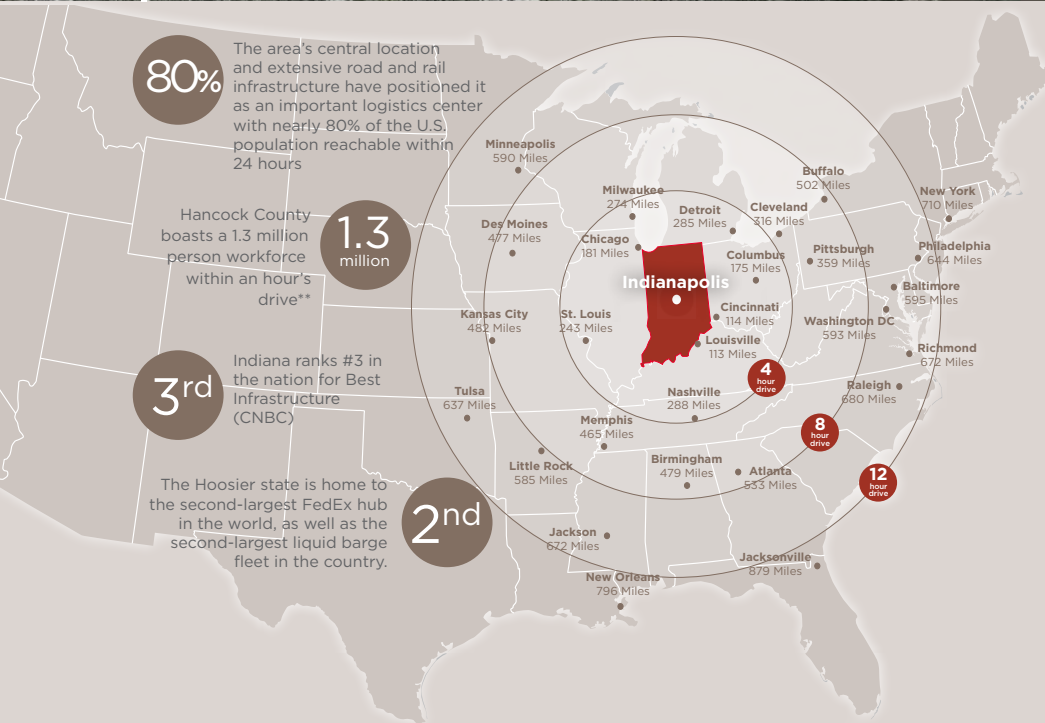 80%
The area's central location
and extensive road and rail
infrastructure have positioned it
as an important logistics center
with nearly 80% of the U.S.
population reachable within
24 hours
Hancock County
boasts a 1.3 million
person workforce
within an hour's
drive**
1.3
million
3rd
Indiana ranks #3 in
the nation for Best
Infrastructure
(CNBC)
The Hoosier state is home to
the second-largest FedEx hub
in the world, as well as the
second-largest liquid barge
fleet in the country.
2nd
Minneapolis
590 Miles
Milwaukee
274 Miles
Des Moines
477 Miles
Chicago
181 Miles
Detroit
285 Miles
Cleveland
316 Miles
Buffalo
502 Miles
New York
710 Miles
Columbus
175 Miles
Pittsburgh
359 Miles
Philadelphia
644 Miles
Baltimore
595 Miles
Indianapolis
Kansas City
482 Miles
St. Louis
243 Miles
Cincinnati
114 Miles
Washington DC
593 Miles
Louisville
113 Miles
Richmond
672 Miles
4
hour
drive
Tulsa
637 Miles
Nashville
288 Miles
Raleigh
680 Miles
Memphis
465 Miles
8
hour
drive
Little Rock
585 Miles
Birmingham
479 Miles
Atlanta
533 Miles
12
hour
drive
Jackson
672 Miles
Jacksonville
879 Miles
New Orleans
796 Miles